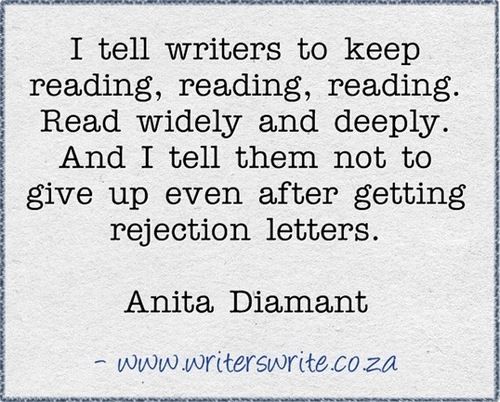 I tell writers to keep
reading, reading, reading.
Read widely and deeply.
And I tell them not to
give up even after getting
rejection letters.
Anita Diamant
- www.writerswrite.co.za